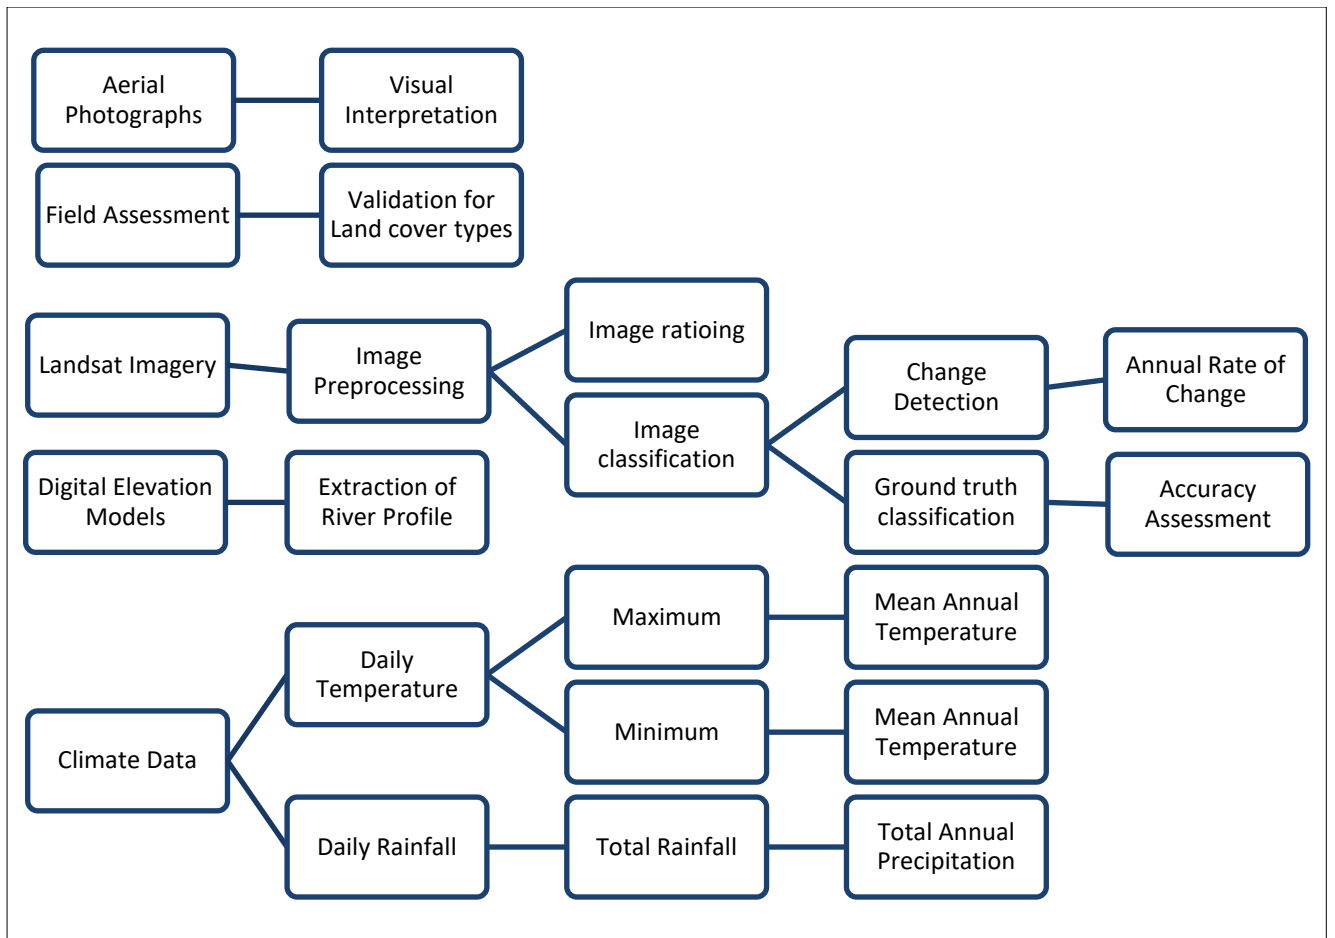 Aerial
Photographs
Visual
Interpretation
Field Assessment
Validation for
Land cover types
Landsat Imagery
Image
Preprocessing
Image ratioing
Image
classification
Change
Detection
Annual Rate of
Change
Ground truth
classification
Accuracy
Assessment
Digital Elevation
Models
Extraction of
River Profile
Climate Data
Daily
Temperature
Maximum
Mean Annual
Temperature
Minimum
Mean Annual
Temperature
Daily Rainfall
Total Rainfall
Total Annual
Precipitation